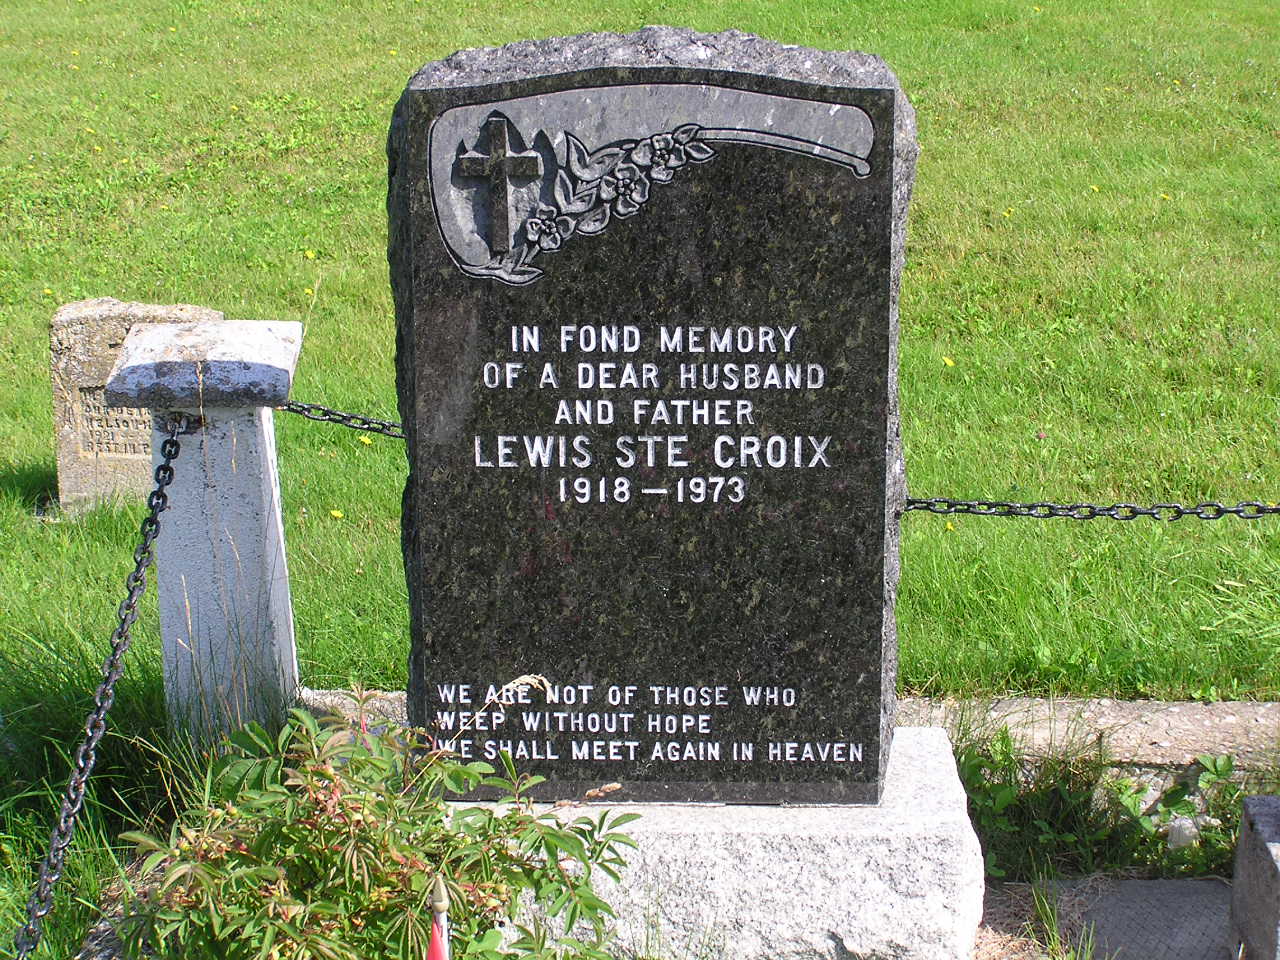 IN FOND MEMORY
OF A DEAR HUSBAND
AND FATHER
LEWIS STE CROIX
1918 — 1973
WE ARE NOT OF THOSE WHO
WEEP WITHOUT HOPE
WE SHALL MEET AGAIN IN HEAVEN